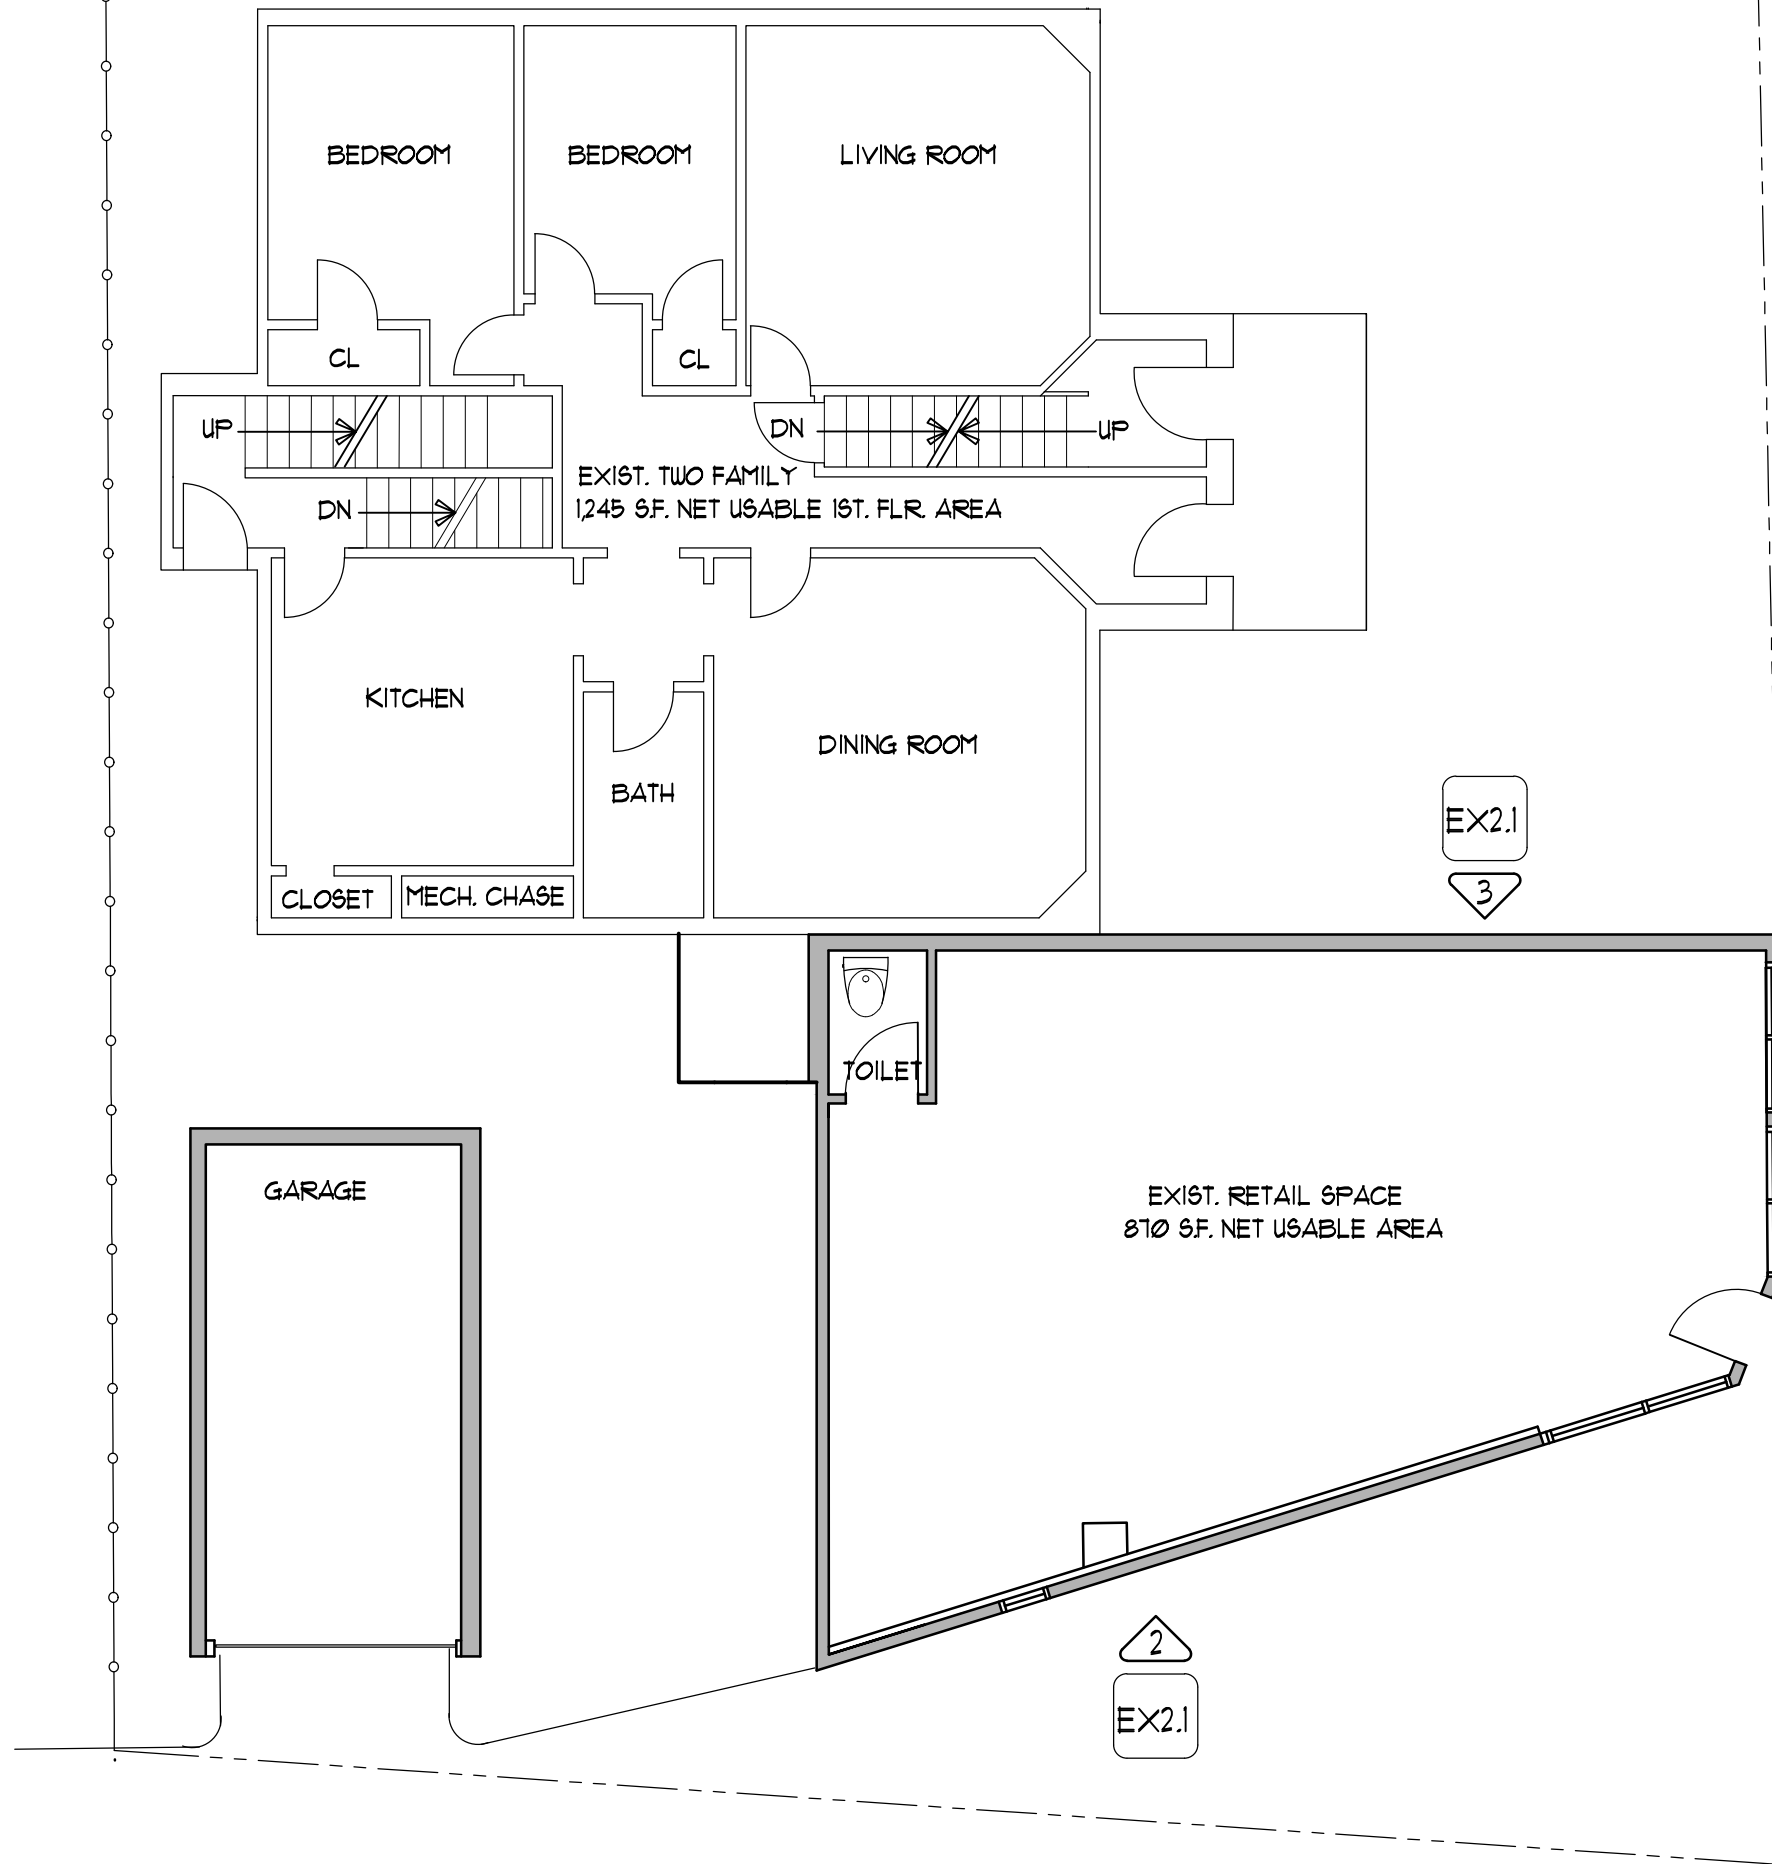 BEDROOM
BEDROOM
LIVING ROOM
CL
CL
UP
DN
UP
EXIST. TWO FAMILY
1,245 S.F. NET USABLE 1ST. FLR. AREA
DN
KITCHEN
DINING ROOM
BATH
EX2.1
3
CLOSET
MECH. CHASE
TOILET
GARAGE
EXIST. RETAIL SPACE
870 S.F. NET USABLE AREA
2
EX2.1